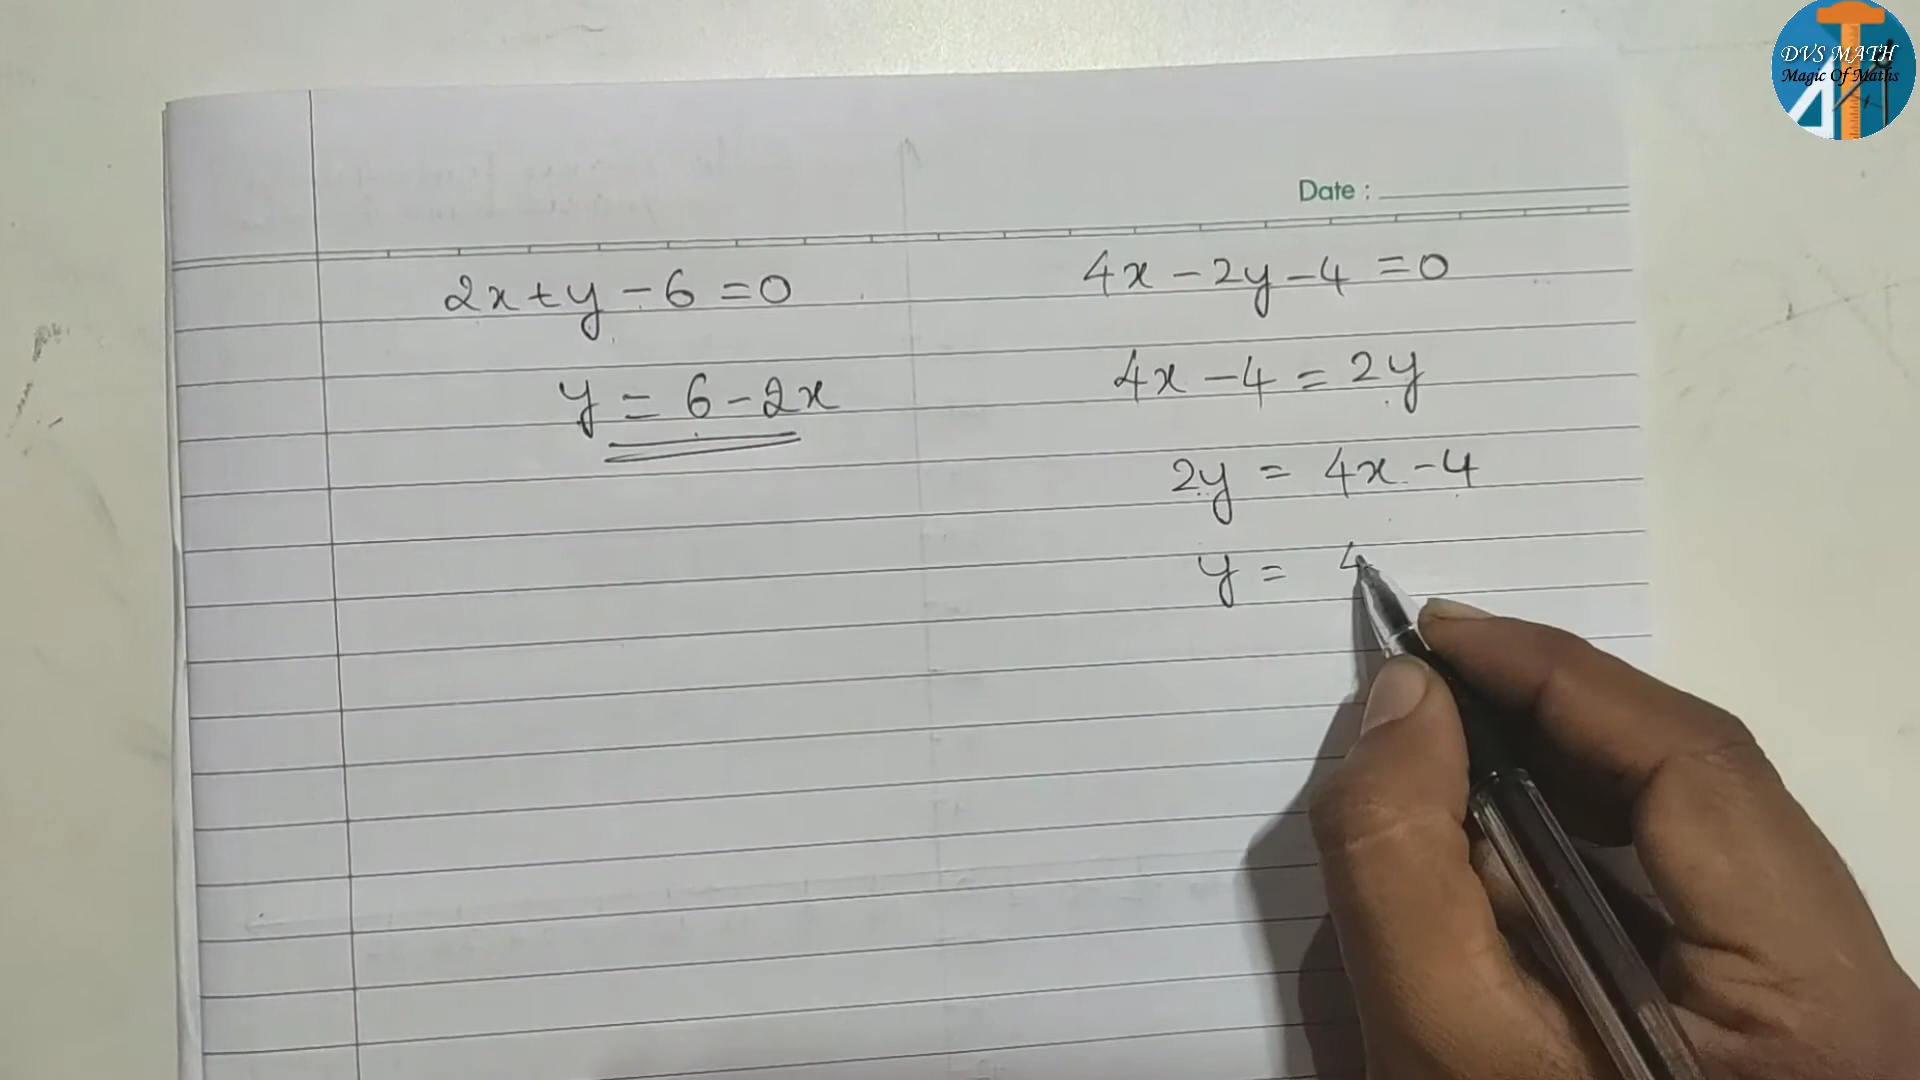 DVS MATH
Magic Of Maths
Date :
2x + y - 6 = 0
y = 6 - 2x
4x - 2y - 4 = 0
4x - 4 = 2y
2y = 4x - 4
y = 4